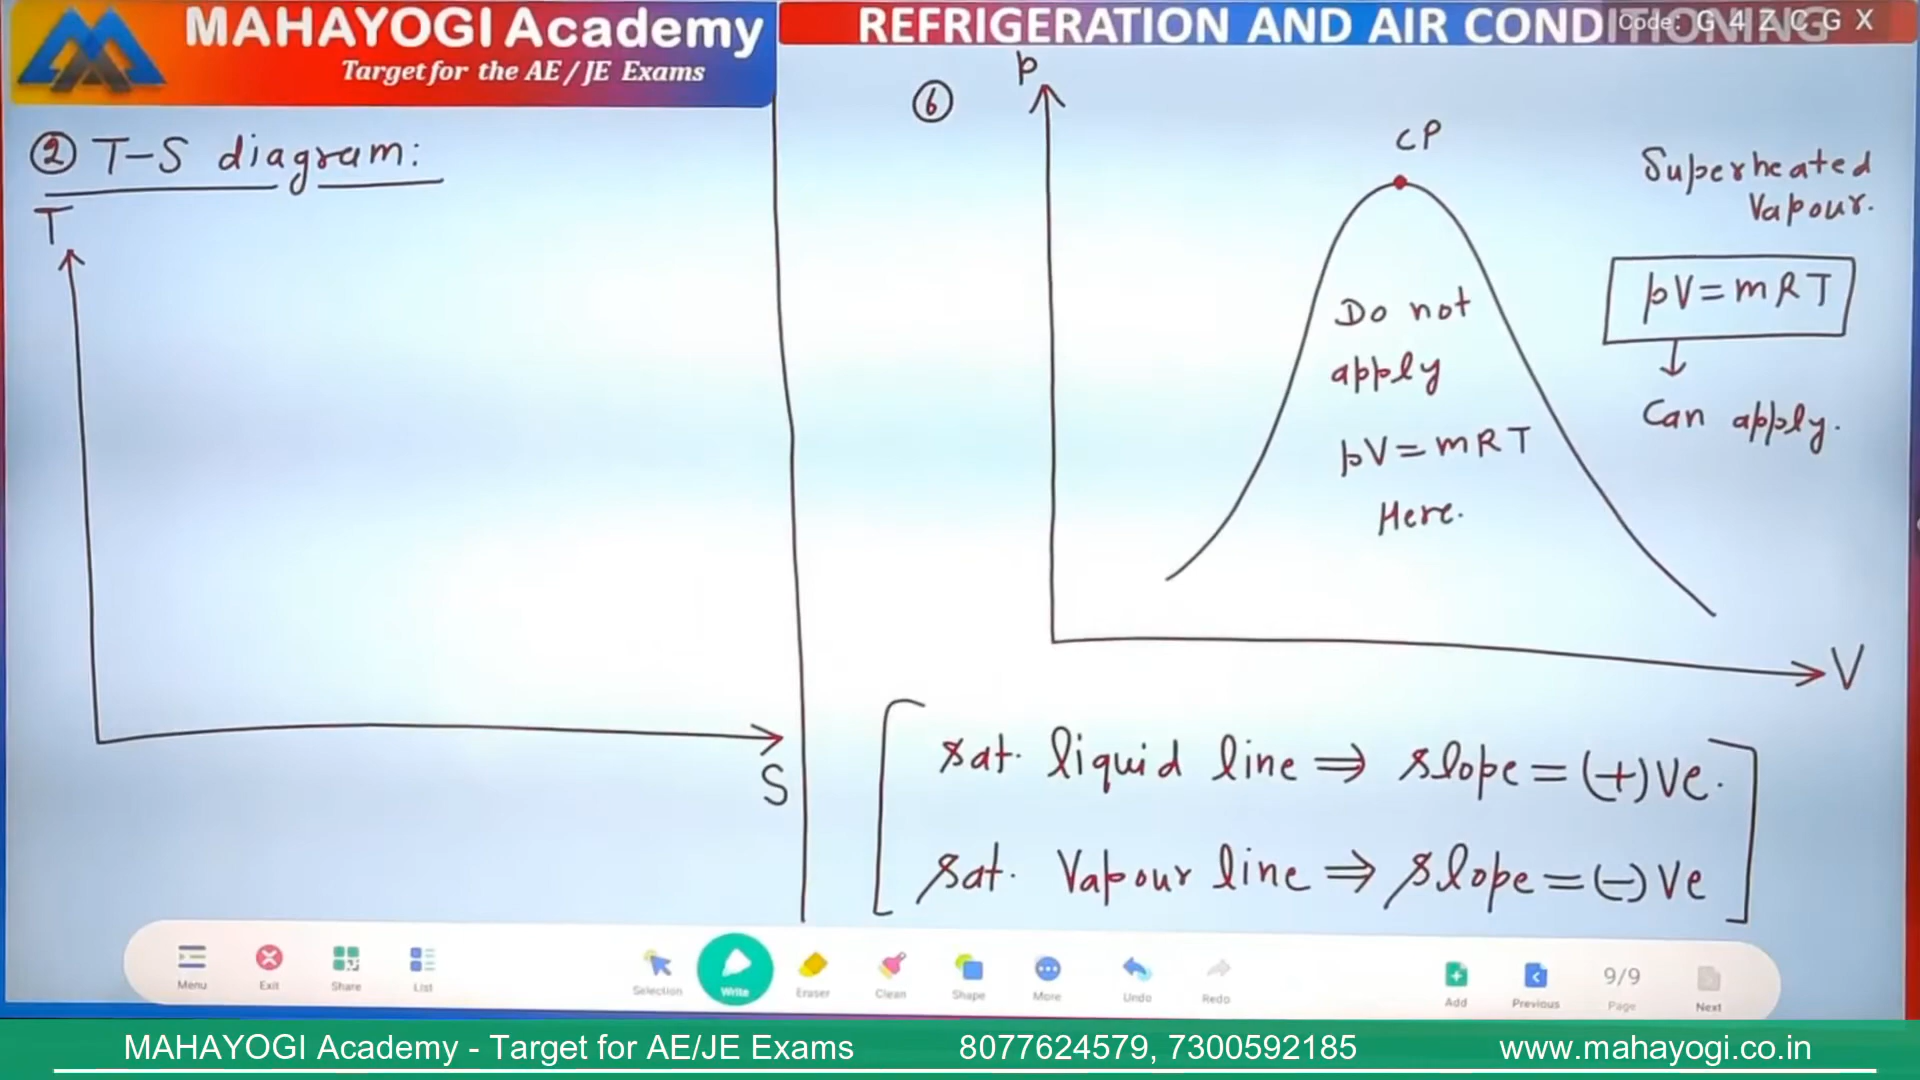 MAHAYOGI Academy
Target for the AE / JE Exams
REFRIGERATION AND AIR CONDITIONING
Code: G 4 Z C G X
② T-S diagram:
T
S
⑥
p
CP
Superheated
Vapour.
pV = mRT
Can apply.
Do not
apply
pV = mRT
Here.
V
Sat. liquid line ⇒ slope = (+)ve.
Sat. Vapour line ⇒ slope = (-)ve
Menu
Exit
Share
List
Selection
Write
Eraser
Clean
Shape
More
Undo
Redo
Add
Previous
9/9
Page
Next
MAHAYOGI Academy - Target for AE/JE Exams 8077624579, 7300592185 www.mahayogi.co.in